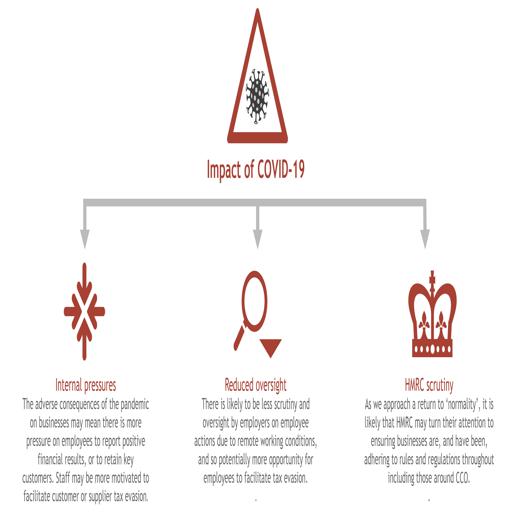 Impact of COVID-19
Internal pressures
The adverse consequences of the pandemic
on businesses may mean there is more
pressure on employees to report positive
financial results, or to retain key
customers. Staff may be more motivated to
facilitate customer or supplier tax evasion.
Reduced oversight
There is likely to be less scrutiny and
oversight by employers on employee
actions due to remote working conditions,
and so potentially more opportunity for
employees to facilitate tax evasion.
.
HMRC scrutiny
As we approach a return to ‘normality’, it is
likely that HMRC may turn their attention to
ensuring businesses are, and have been,
adhering to rules and regulations throughout
including those around CCO.
.